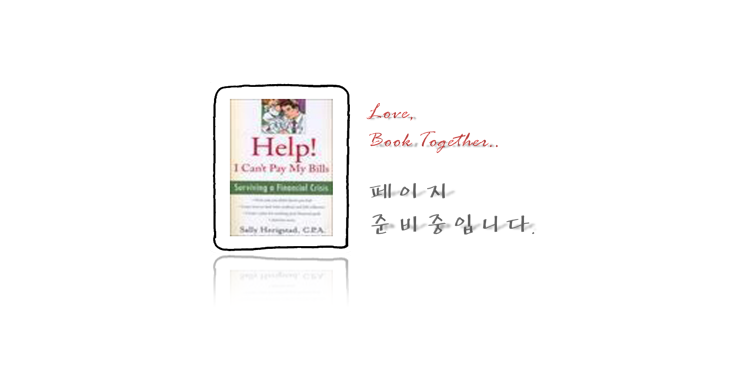 Help!
I Can't Pay My Bills
Surviving a Financial Crisis
Sally Herigstad, C.P.A.
Love,
Book Together..
페이지
준비중입니다.